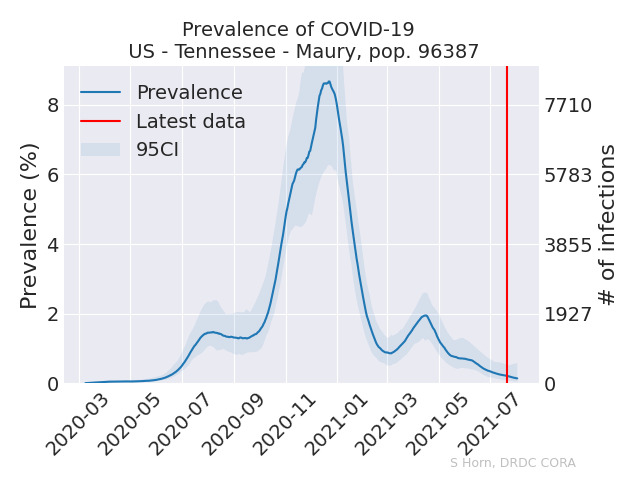 Prevalence of COVID-19
US - Tennessee - Maury, pop. 96387
Prevalence
Latest data
95CI
Prevalence (%)
8
6
4
2
0
7710
5783
3855
1927
0
# of infections
2020-03
2020-05
2020-07
2020-09
2020-11
2021-01
2021-03
2021-05
2021-07
S Horn, DRDC CORA